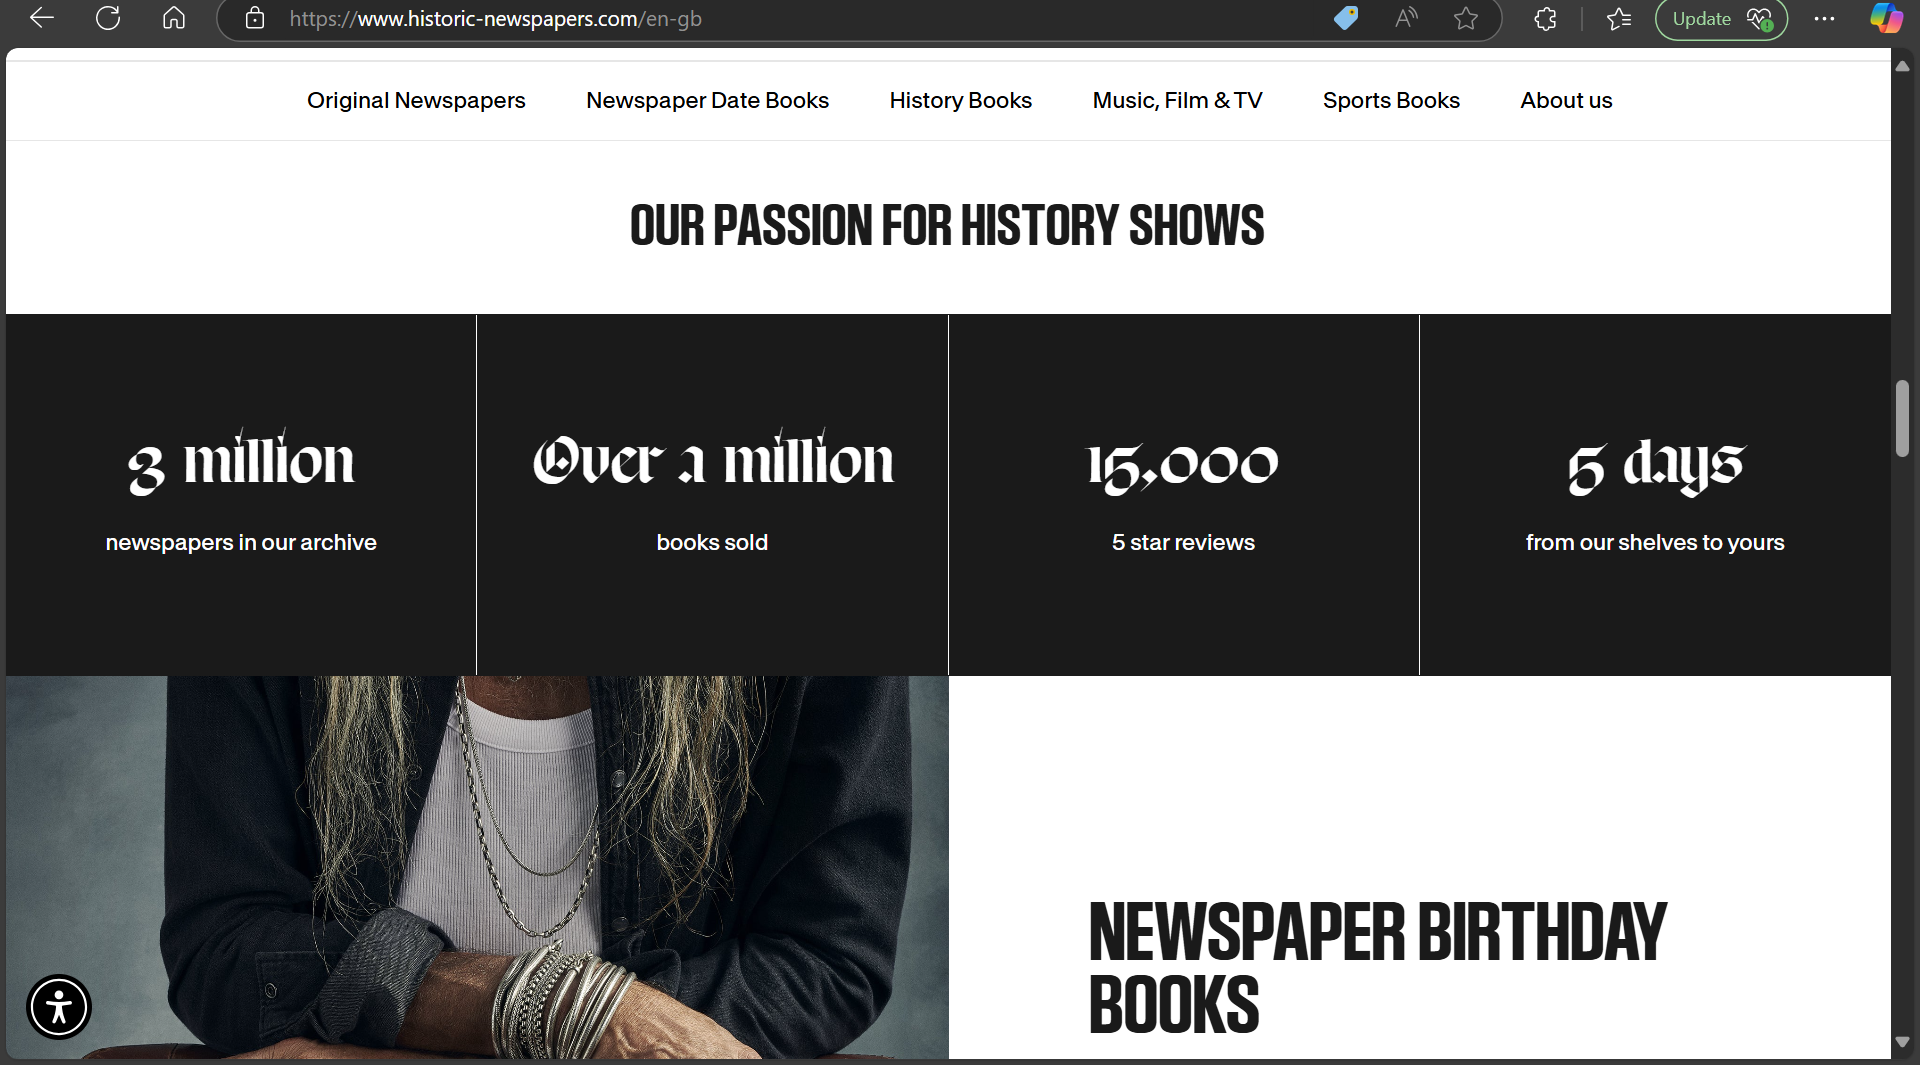 https://www.historic-newspapers.com/en-gb
Update
Original Newspapers
Newspaper Date Books
History Books
Music, Film & TV
Sports Books
About us
OUR PASSION FOR HISTORY SHOWS
3 million
newspapers in our archive
Over a million
books sold
15,000
5 star reviews
5 days
from our shelves to yours
NEWSPAPER BIRTHDAY
BOOKS